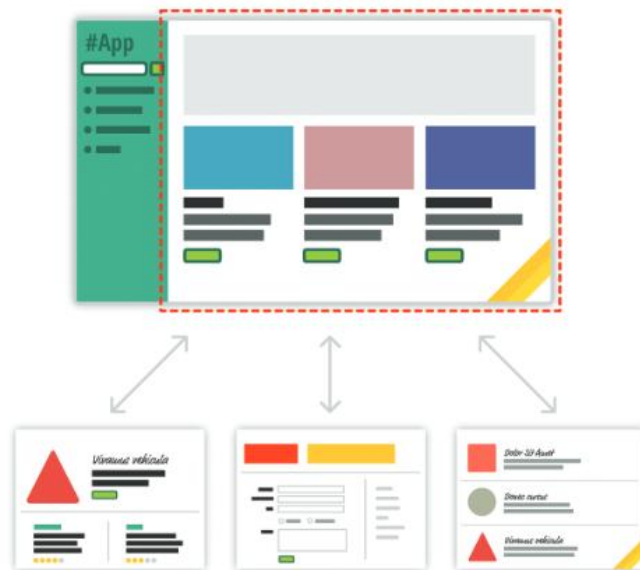 #App
Vivamus vehicula
Dolor Sit Amet
Donec cursus
Vivamus vehicula